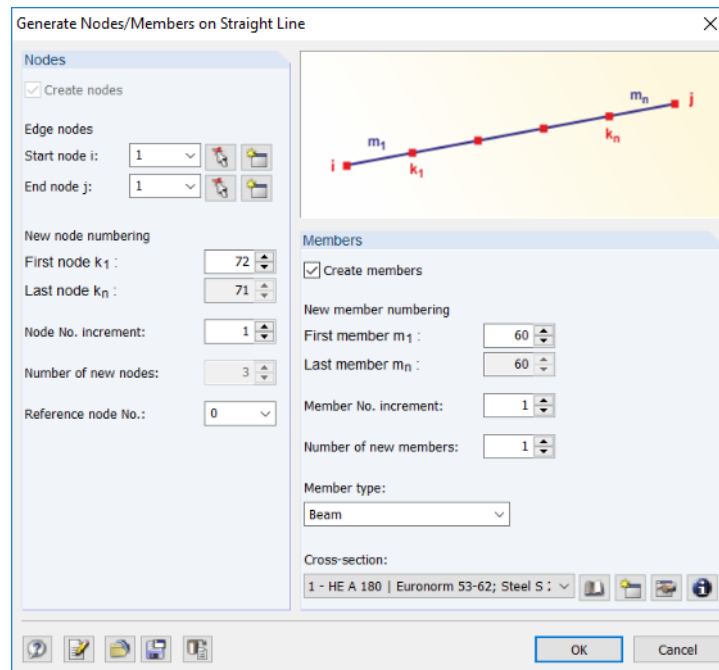 Generate Nodes/Members on Straight Line
Nodes
Create nodes
Edge nodes
Start node i: 1
End node j: 1
New node numbering
First node k1 : 72
Last node kn : 71
Node No. increment: 1
Number of new nodes: 3
Reference node No.: 0
i m1 k1 kn mn j
Members
Create members
New member numbering
First member m1 : 60
Last member mn : 60
Member No. increment: 1
Number of new members: 1
Member type:
Beam
Cross-section:
1 - HE A 180 | Euronorm 53-62; Steel S
OK Cancel